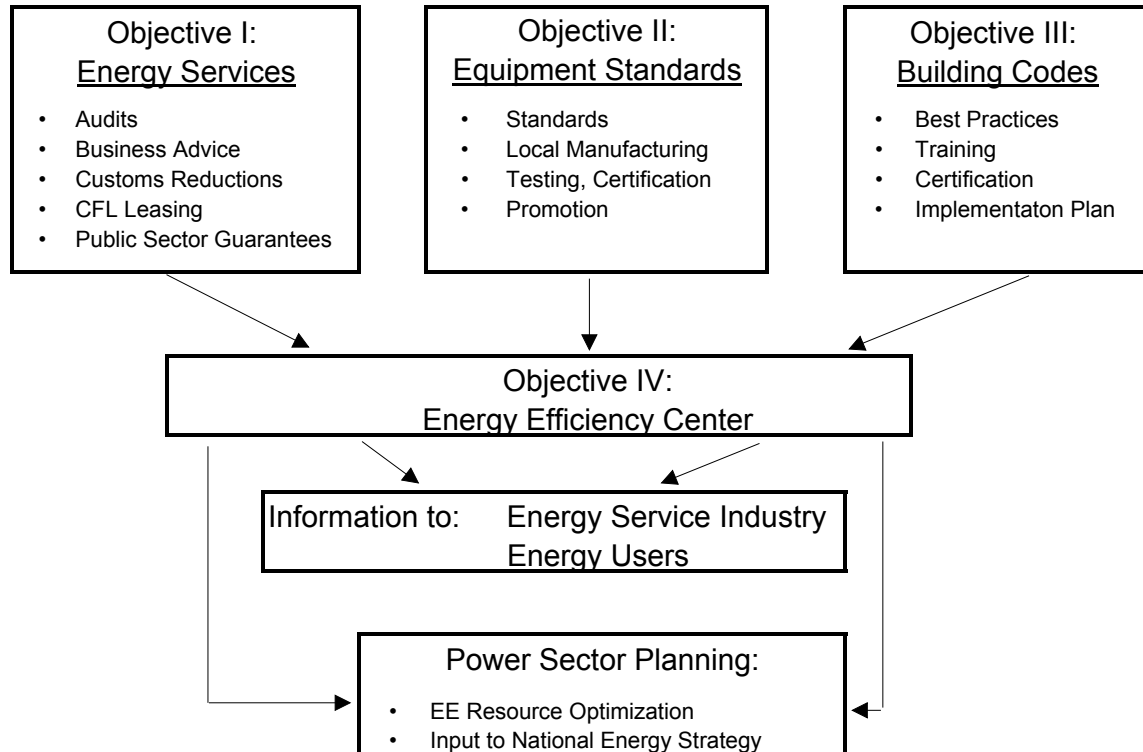 Objective I:
Energy Services
• Audits
• Business Advice
• Customs Reductions
• CFL Leasing
• Public Sector Guarantees
Objective II:
Equipment Standards
• Standards
• Local Manufacturing
• Testing, Certification
• Promotion
Objective III:
Building Codes
• Best Practices
• Training
• Certification
• Implementaton Plan
Objective IV:
Energy Efficiency Center
Information to: Energy Service Industry
Energy Users
Power Sector Planning:
• EE Resource Optimization
• Input to National Energy Strategy